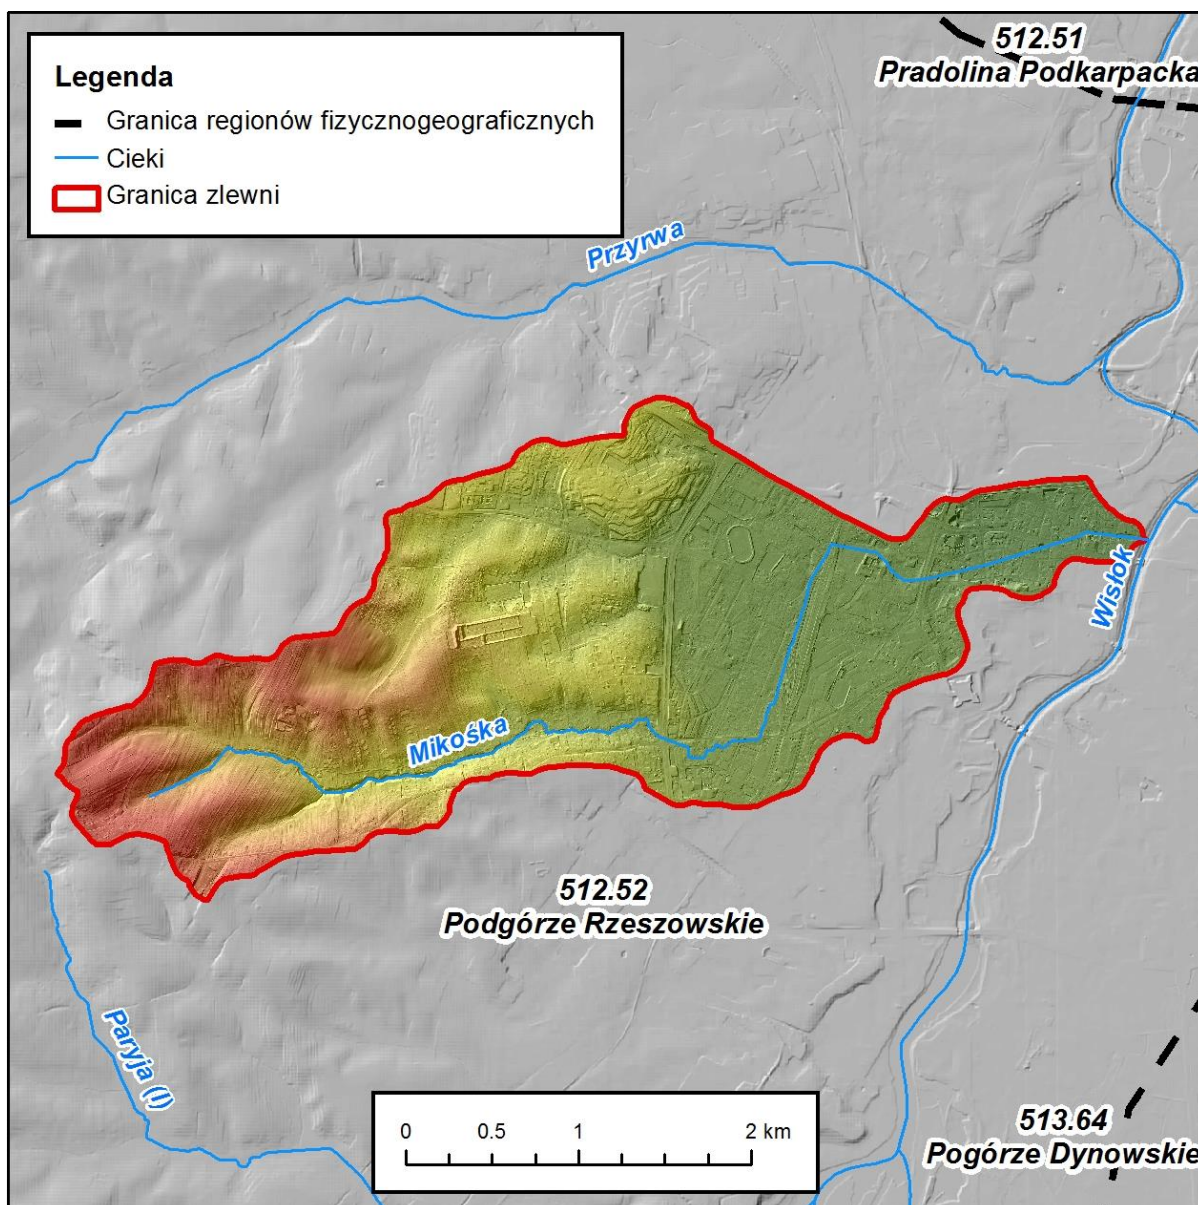 512.51
Pradolina Podkarpacka
Legenda
Granica regionów fizycznogeograficznych
Cieki
Granica zlewni
Przyrwa
Wisłok
Mikośka
512.52
Podgórze Rzeszowskie
Paryja (I)
0 0.5 1 2 km
513.64
Pogórze Dynowskie